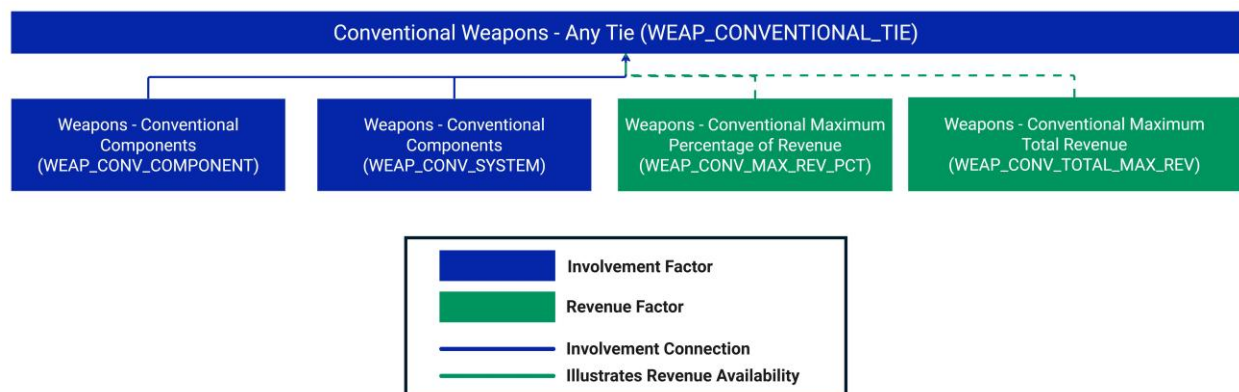 Conventional Weapons - Any Tie (WEAP_CONVENTIONAL_TIE)
Weapons - Conventional
Components
(WEAP_CONV_COMPONENT)
Weapons - Conventional
Components
(WEAP_CONV_SYSTEM)
Weapons - Conventional Maximum
Percentage of Revenue
(WEAP_CONV_MAX_REV_PCT)
Weapons - Conventional Maximum
Total Revenue
(WEAP_CONV_TOTAL_MAX_REV)
Involvement Factor
Revenue Factor
Involvement Connection
Illustrates Revenue Availability